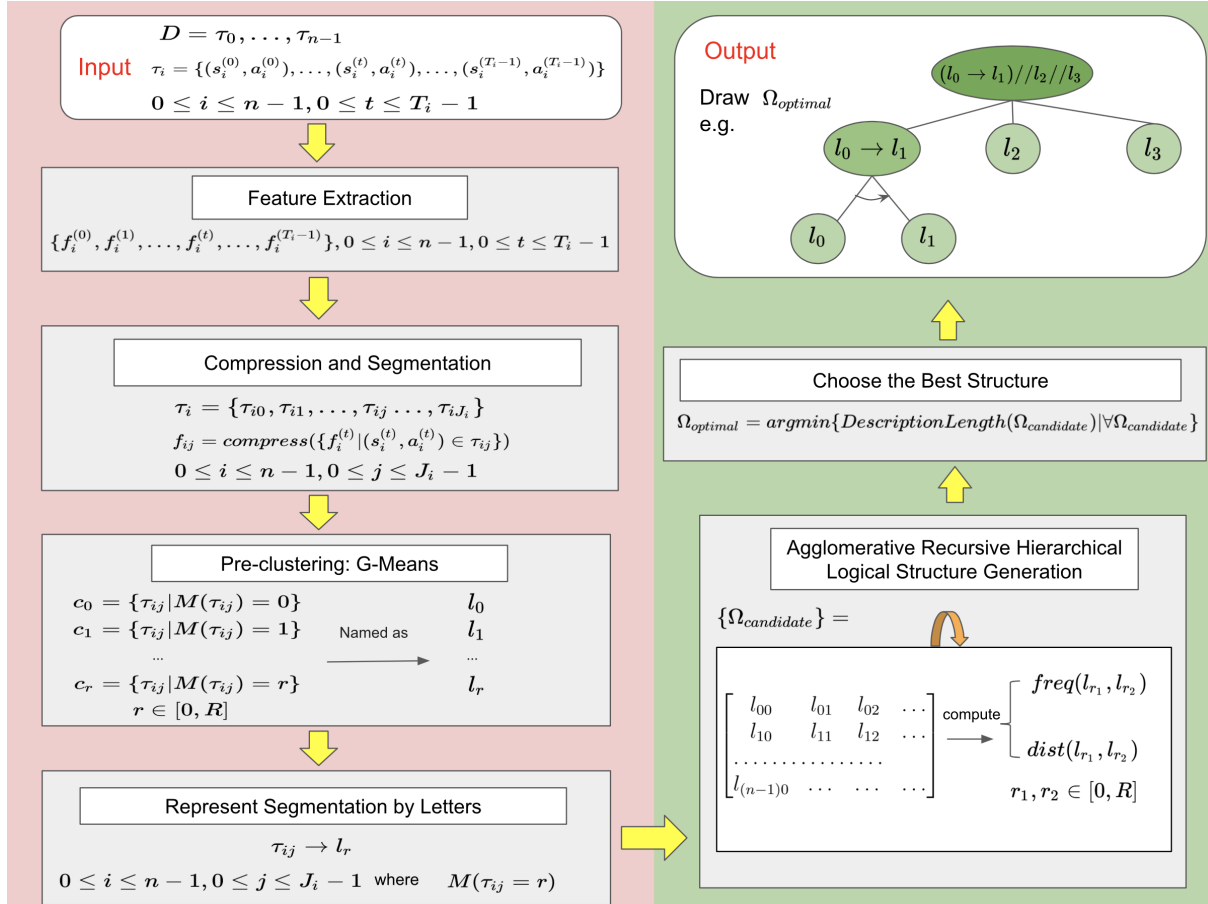 D = τ_0, . . . , τ_{n−1}
Input
τ_i = {(s_i^{(0)}, a_i^{(0)}), . . . , (s_i^{(t)}, a_i^{(t)}), . . . , (s_i^{(T_i−1)}, a_i^{(T_i−1)})}
0 ≤ i ≤ n − 1, 0 ≤ t ≤ T_i − 1
Feature Extraction
{f_i^{(0)}, f_i^{(1)}, . . . , f_i^{(t)}, . . . , f_i^{(T_i−1)}}, 0 ≤ i ≤ n − 1, 0 ≤ t ≤ T_i − 1
Compression and Segmentation
τ_i = {τ_{i0}, τ_{i1}, . . . , τ_{ij} . . . , τ_{iJ_i}}
f_{ij} = compress({f_i^{(t)}|(s_i^{(t)}, a_i^{(t)}) ∈ τ_{ij}})
0 ≤ i ≤ n − 1, 0 ≤ j ≤ J_i − 1
Pre-clustering: G-Means
c_0 = {τ_{ij}|M(τ_{ij}) = 0} l_0
c_1 = {τ_{ij}|M(τ_{ij}) = 1} Named as l_1
... ...
c_r = {τ_{ij}|M(τ_{ij}) = r} l_r
r ∈ [0, R]
Represent Segmentation by Letters
τ_{ij} → l_r
0 ≤ i ≤ n − 1, 0 ≤ j ≤ J_i − 1 where M(τ_{ij} = r)
Agglomerative Recursive Hierarchical
Logical Structure Generation
{Ω_{candidate}} =
l_{00} l_{01} l_{02} . . .
l_{10} l_{11} l_{12} . . .
. . . . . . . . . . . . . . . .
l_{(n−1)0} . . . . . . . . .
compute
freq(l_{r_1}, l_{r_2})
dist(l_{r_1}, l_{r_2})
r_1, r_2 ∈ [0, R]
Choose the Best Structure
Ω_{optimal} = argmin{DescriptionLength(Ω_{candidate})|∀Ω_{candidate}}
Output
Draw Ω_{optimal}
e.g.
(l_0 → l_1)//l_2//l_3
l_0 → l_1 l_2 l_3
l_0 l_1